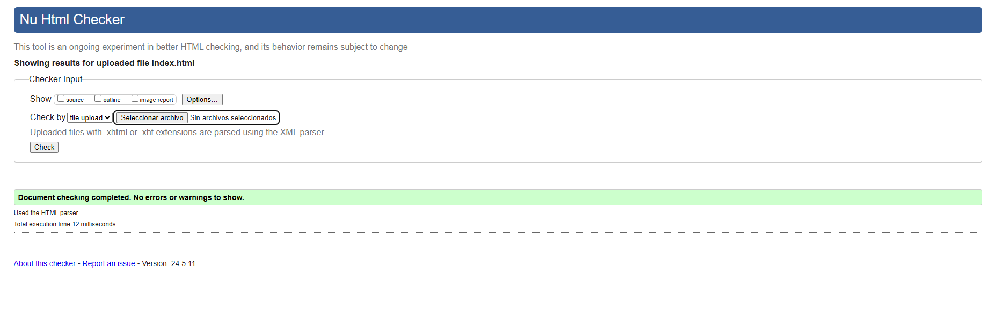 Nu Html Checker
This tool is an ongoing experiment in better HTML checking, and its behavior remains subject to change
Showing results for uploaded file index.html
Checker Input
Show source outline image report Options...
Check by file upload Seleccionar archivo Sin archivos seleccionados
Uploaded files with .xhtml or .xht extensions are parsed using the XML parser.
Check
Document checking completed. No errors or warnings to show.
Used the HTML parser.
Total execution time 12 milliseconds.
About this checker • Report an issue • Version: 24.5.11